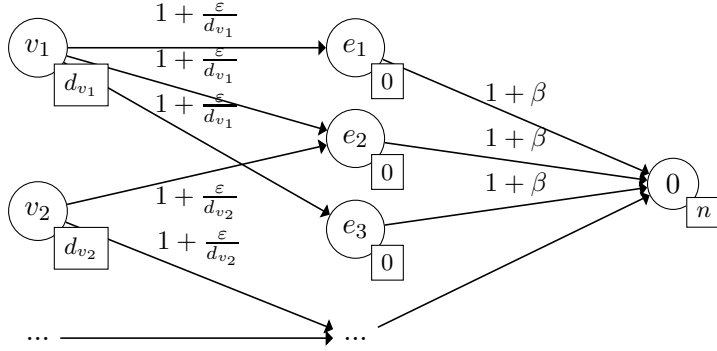 1 + ε/d_{v_1}
v_1
d_{v_1}
1 + ε/d_{v_1}
1 + ε/d_{v_1}
e_1
0
1 + β
e_2
0
1 + β
v_2
d_{v_2}
1 + ε/d_{v_2}
1 + ε/d_{v_2}
e_3
0
1 + β
0
n
...
...